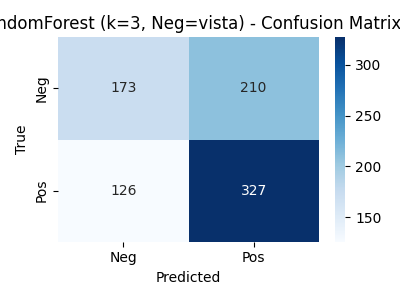 ndomForest (k=3, Neg=vista) - Confusion Matrix
Neg 173 210
True
Pos 126 327
Neg Pos
Predicted
300
250
200
150